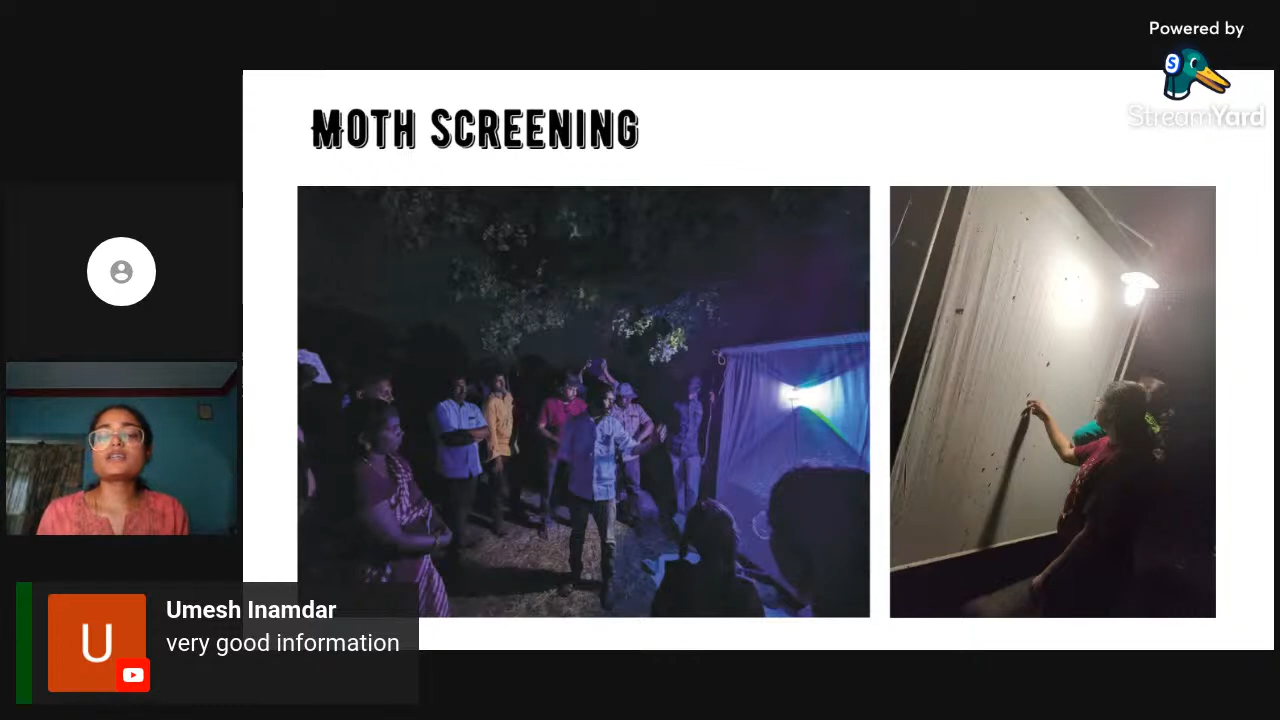 Powered by
S
StreamYard
MOTH SCREENING
U
Umesh Inamdar
very good information